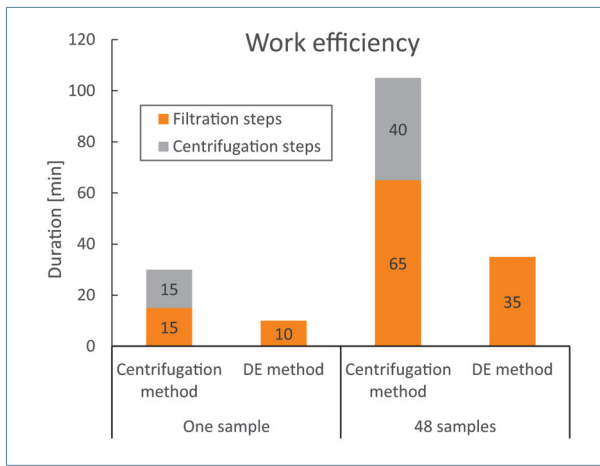 Work efficiency
120
100
80
60
40
20
0
Duration [min]
Filtration steps
Centrifugation steps
15
15
10
40
65
35
Centrifugation
method
DE method
Centrifugation
method
DE method
One sample
48 samples